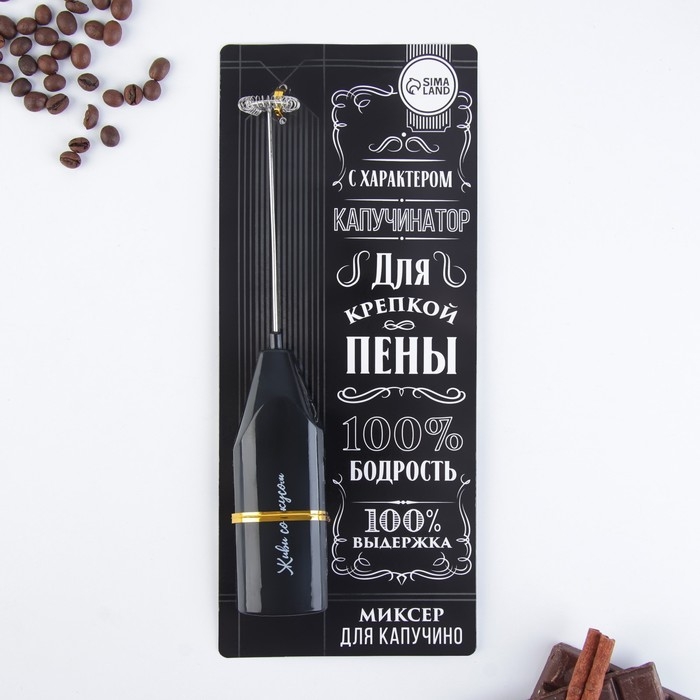 SIMA
LAND
С ХАРАКТЕРОМ
КАПУЧИНАТОР
Для
КРЕПКОЙ
ПЕНЫ
100%
БОДРОСТЬ
100%
ВЫДЕРЖКА
МИКСЕР
ДЛЯ КАПУЧИНО
Живи со вкусом